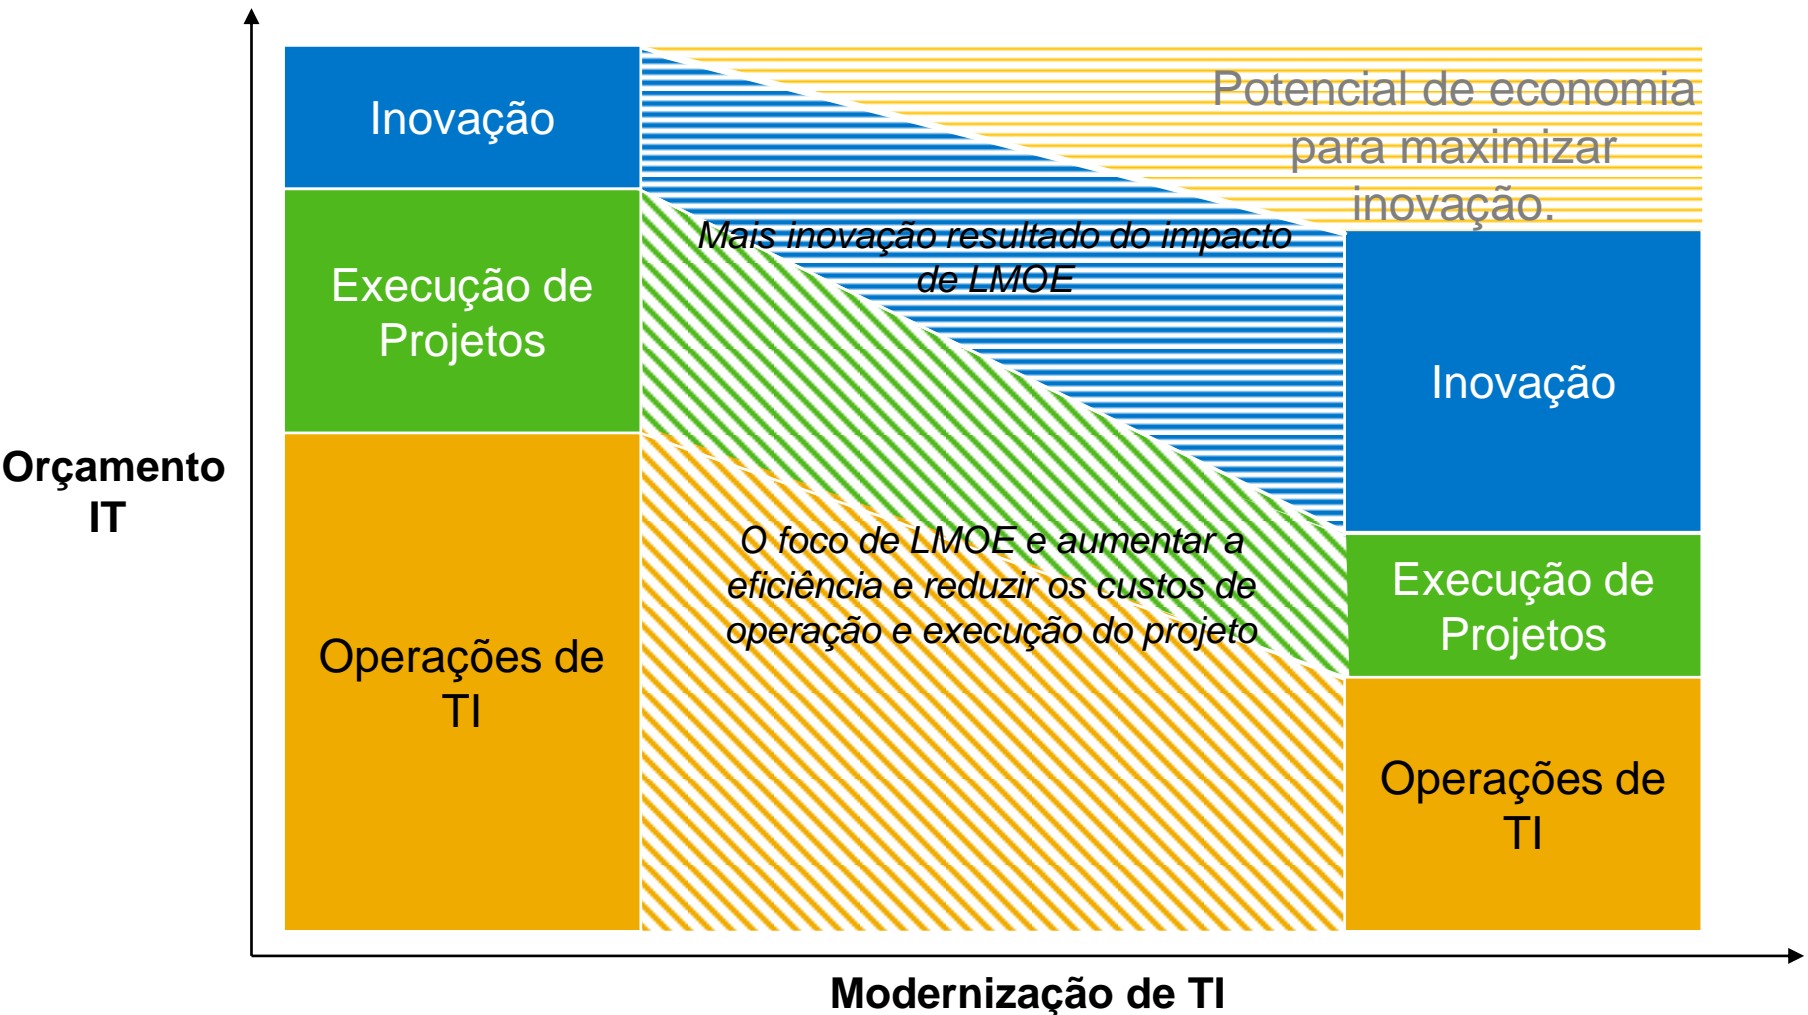 Inovação
Potencial de economia
para maximizar
inovação.
Mais inovação resultado do impacto
de LMOE
Execução de
Projetos
Inovação
Orçamento
IT
O foco de LMOE e aumentar a
eficiência e reduzir os custos de
operação e execução do projeto
Execução de
Projetos
Operações de
TI
Operações de
TI
Modernização de TI